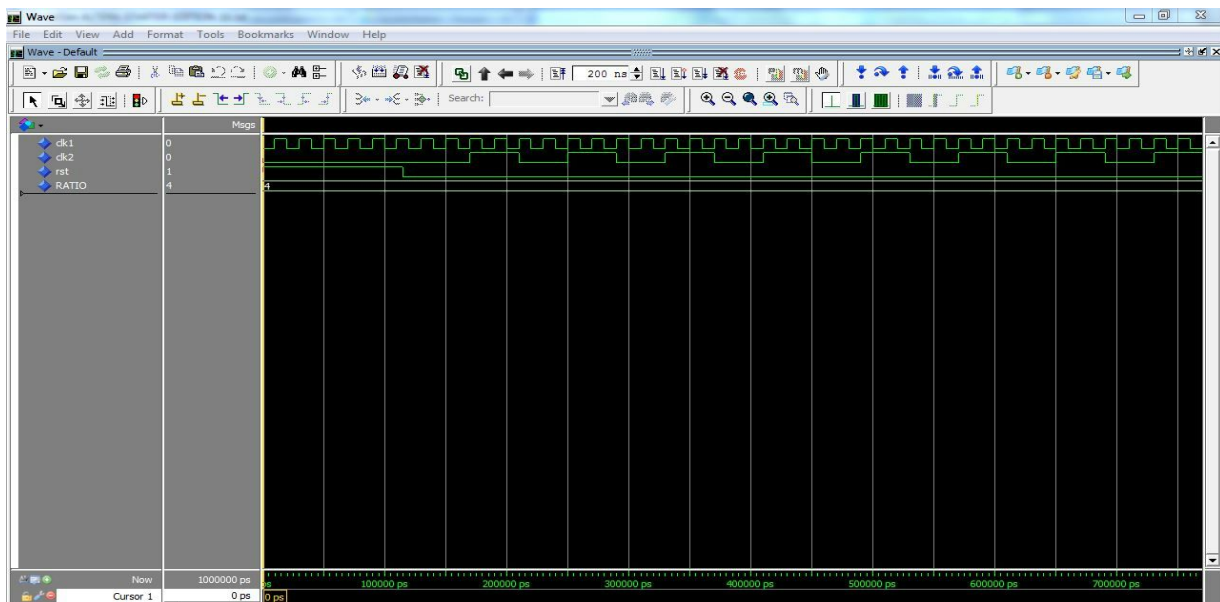 Wave
File Edit View Add Format Tools Bookmarks Window Help
Wave - Default
200 ns
Search:
Msgs
clk1 0
clk2 0
rst 1
RATIO 4 4
Now 1000000 ps ps 100000 ps 200000 ps 300000 ps 400000 ps 500000 ps 600000 ps 700000 ps
Cursor 1 0 ps 0 ps